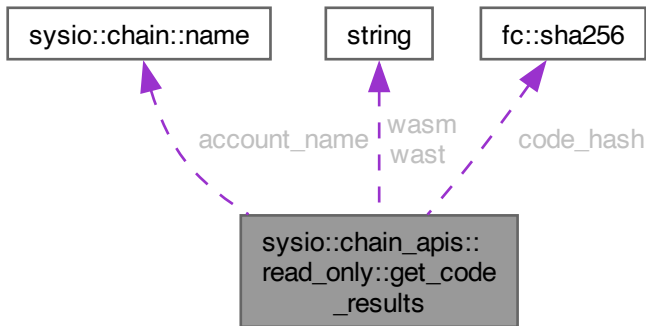 sysio::chain::name
string
fc::sha256
account_name
wasm
wast
code_hash
sysio::chain_apis::
read_only::get_code
_results